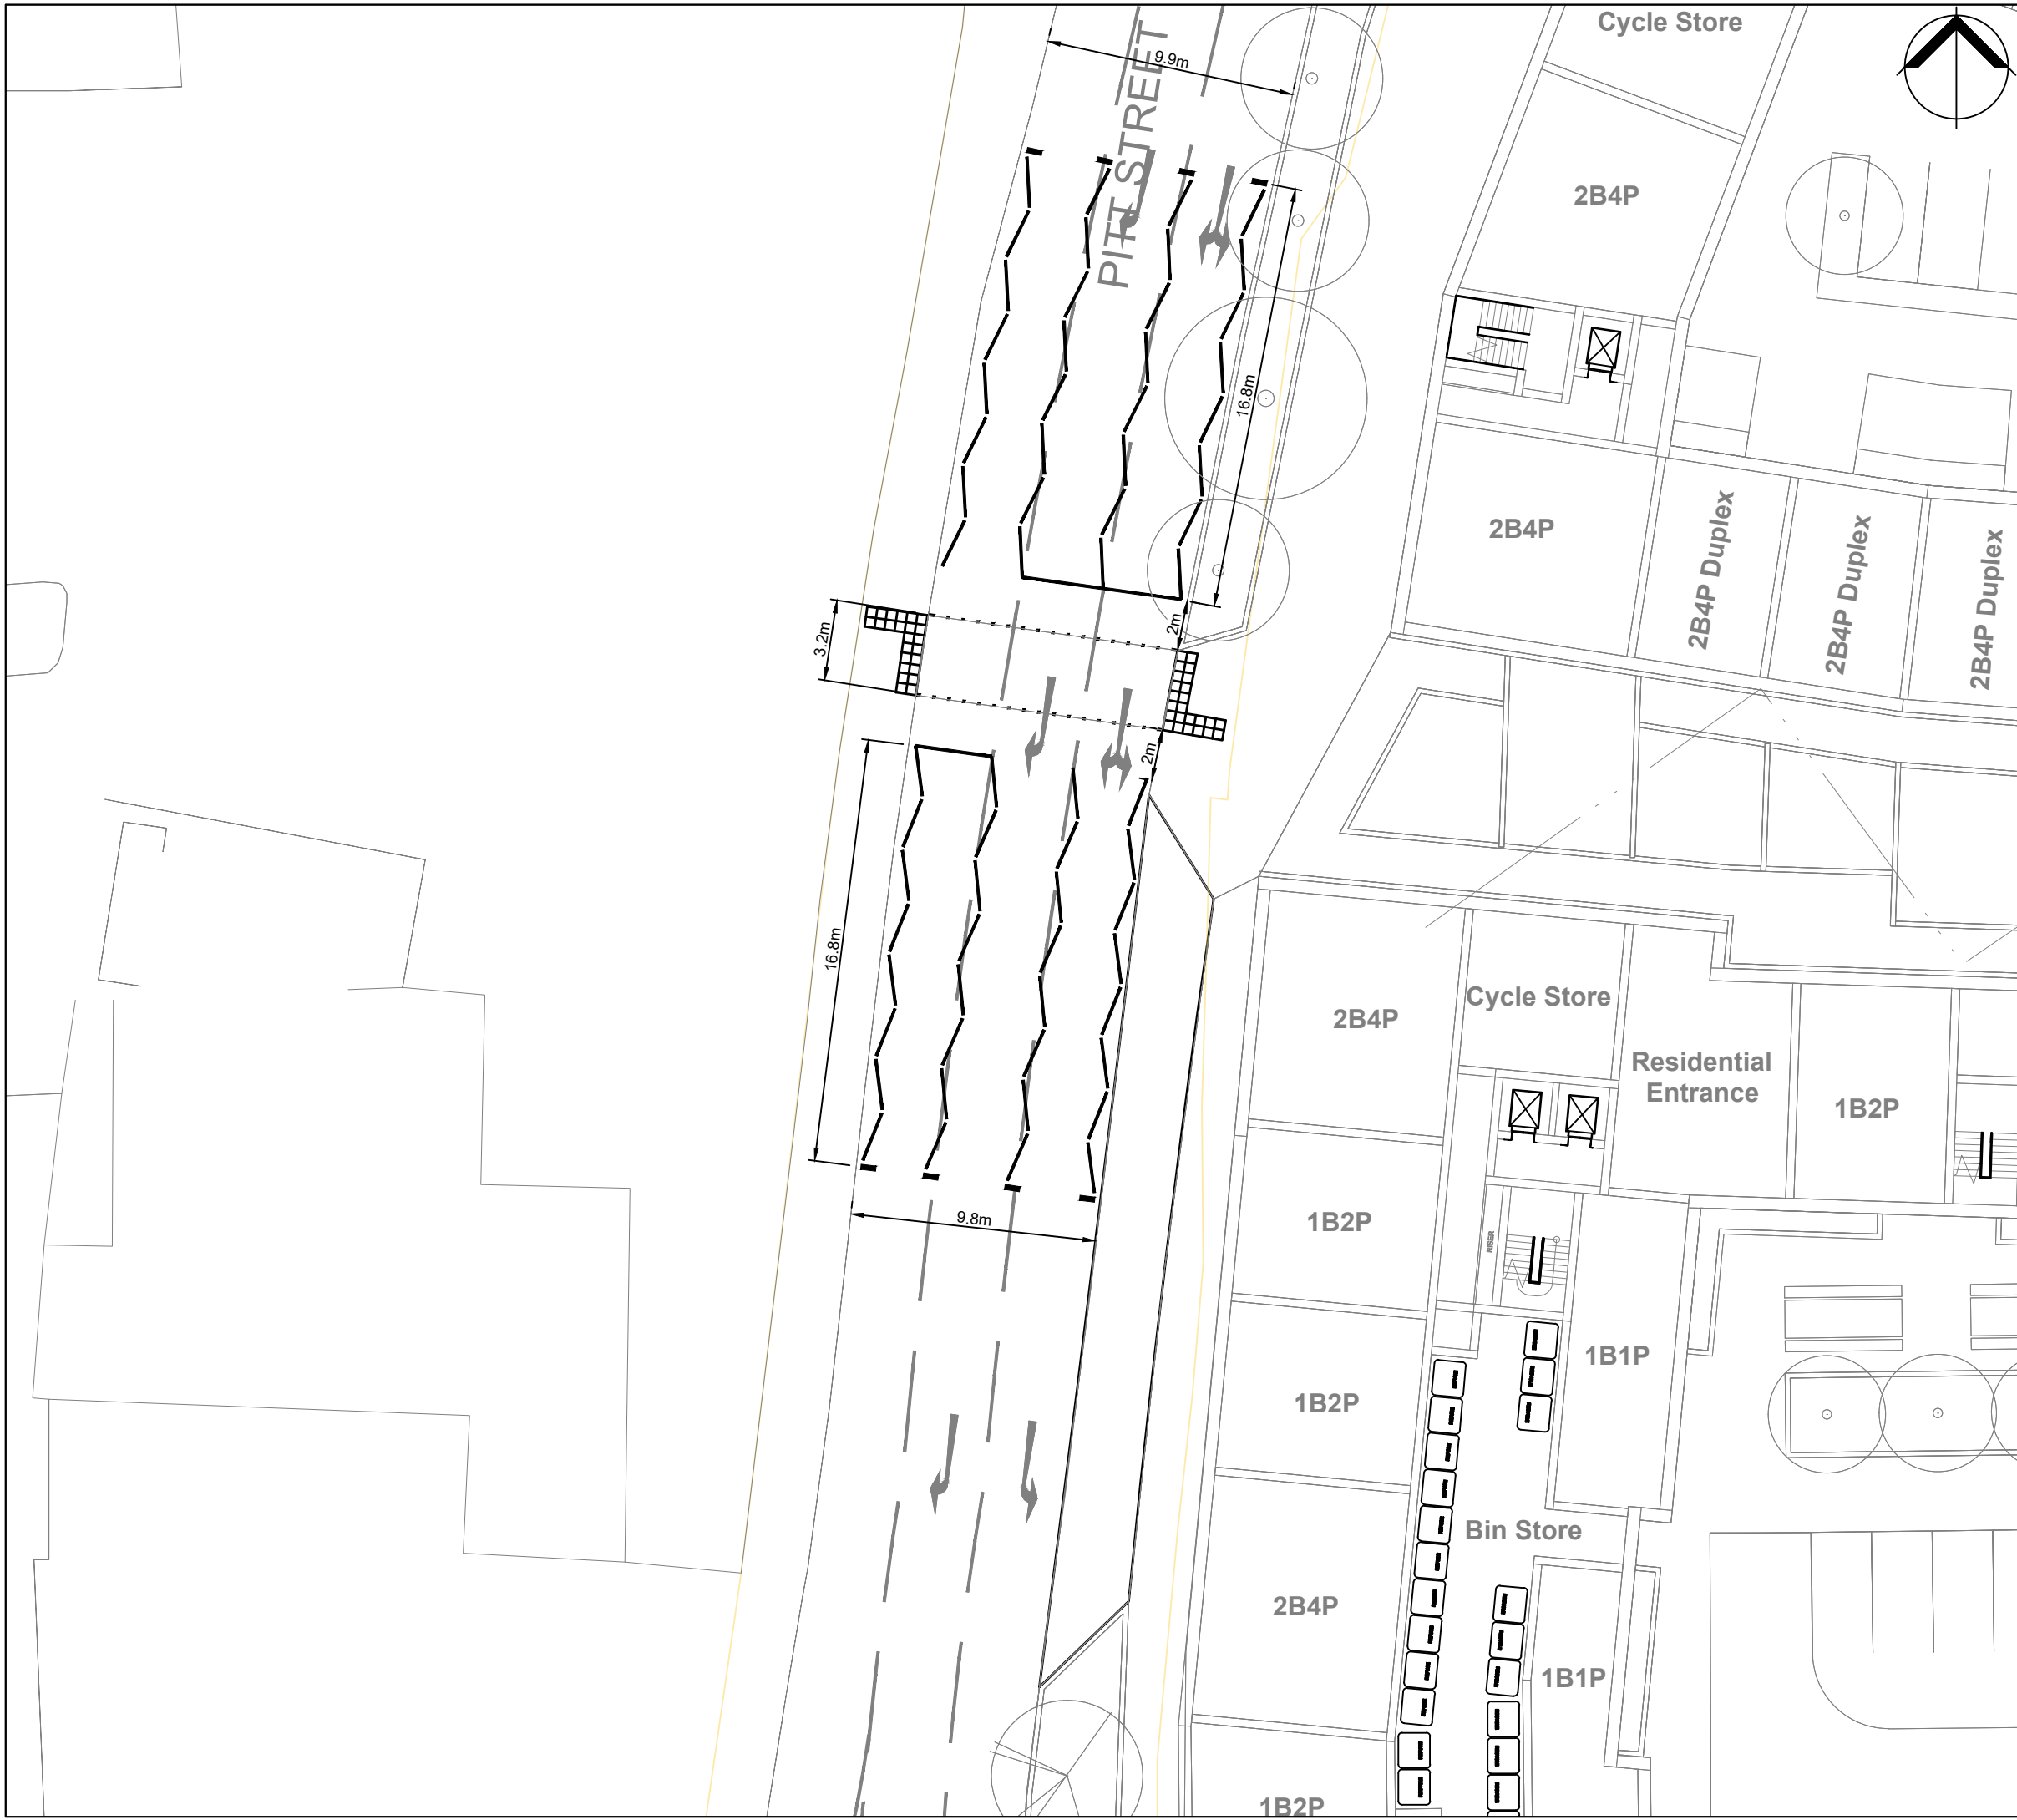 Cycle Store
PITT STREET
9.9m
2B4P
16.8m
2B4P
2B4P Duplex
2B4P Duplex
2B4P Duplex
3.2m
2m
2m
16.8m
2B4P
Cycle Store
Residential
Entrance
1B2P
9.8m
1B2P
RISER
1B2P
1B1P
Bin Store
2B4P
1B1P
1B2P